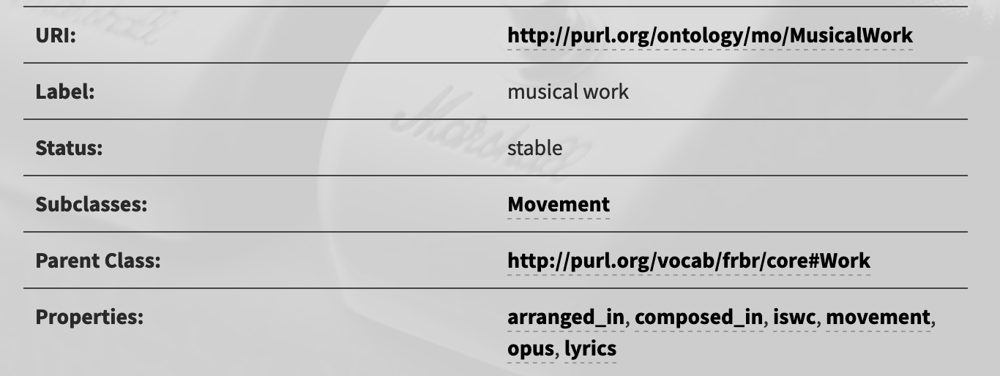 URI: http://purl.org/ontology/mo/MusicalWork
Label: musical work
Status: stable
Subclasses: Movement
Parent Class: http://purl.org/vocab/frbr/core#Work
Properties: arranged_in, composed_in, iswc, movement,
opus, lyrics
Marshall